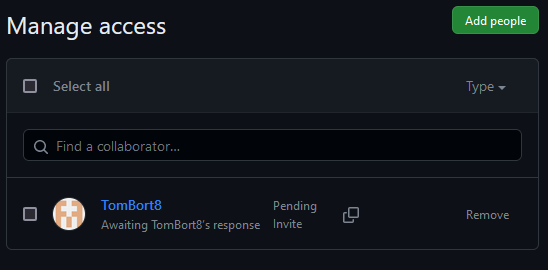 Manage access
Add people
Select all
Type
Find a collaborator...
TomBort8
Awaiting TomBort8's response
Pending
Invite
Remove